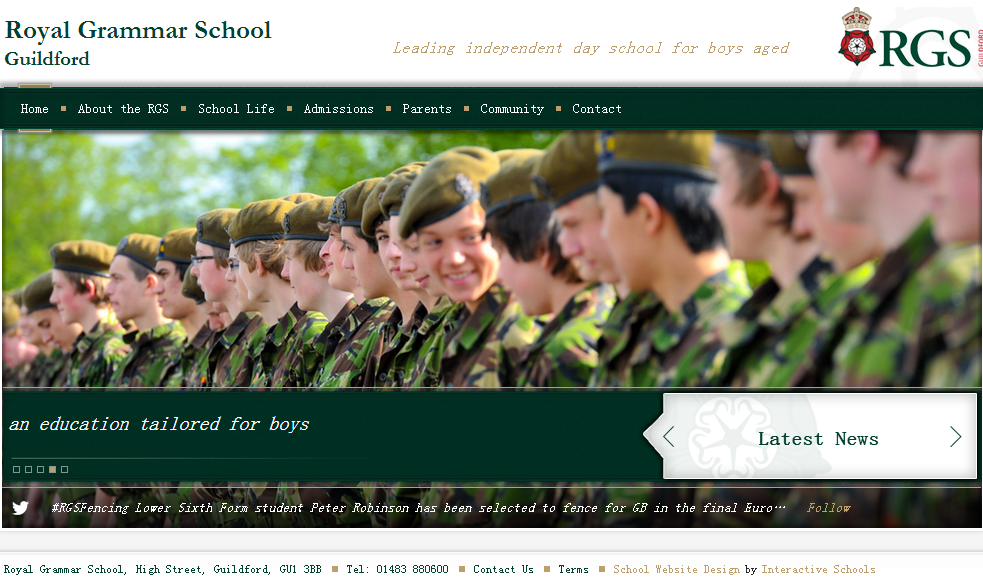 Royal Grammar School
Guildford
Leading independent day school for boys aged
RGS
GUILDFORD
Home About the RGS School Life Admissions Parents Community Contact
an education tailored for boys
Latest News
#RGSFencing Lower Sixth Form student Peter Robinson has been selected to fence for GB in the final Euro… Follow
Royal Grammar School, High Street, Guildford, GU1 3BB Tel: 01483 880600 Contact Us Terms School Website Design by Interactive Schools